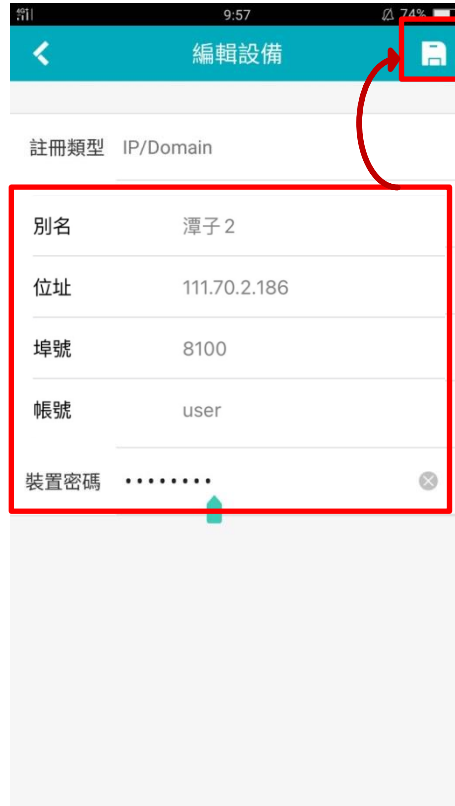 9:57 74%
編輯設備
註冊類型 IP/Domain
別名 潭子2
位址 111.70.2.186
埠號 8100
帳號 user
裝置密碼 ••••••••